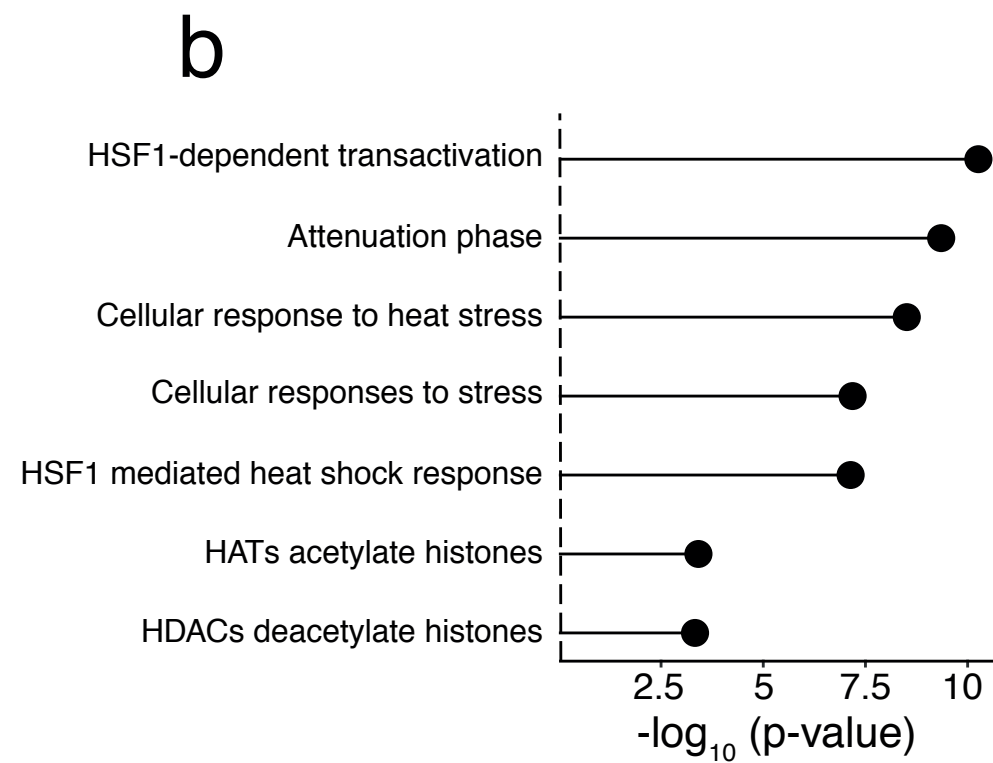 b
HSF1-dependent transactivation
Attenuation phase
Cellular response to heat stress
Cellular responses to stress
HSF1 mediated heat shock response
HATs acetylate histones
HDACs deacetylate histones
2.5 5 7.5 10
-log₁₀ (p-value)